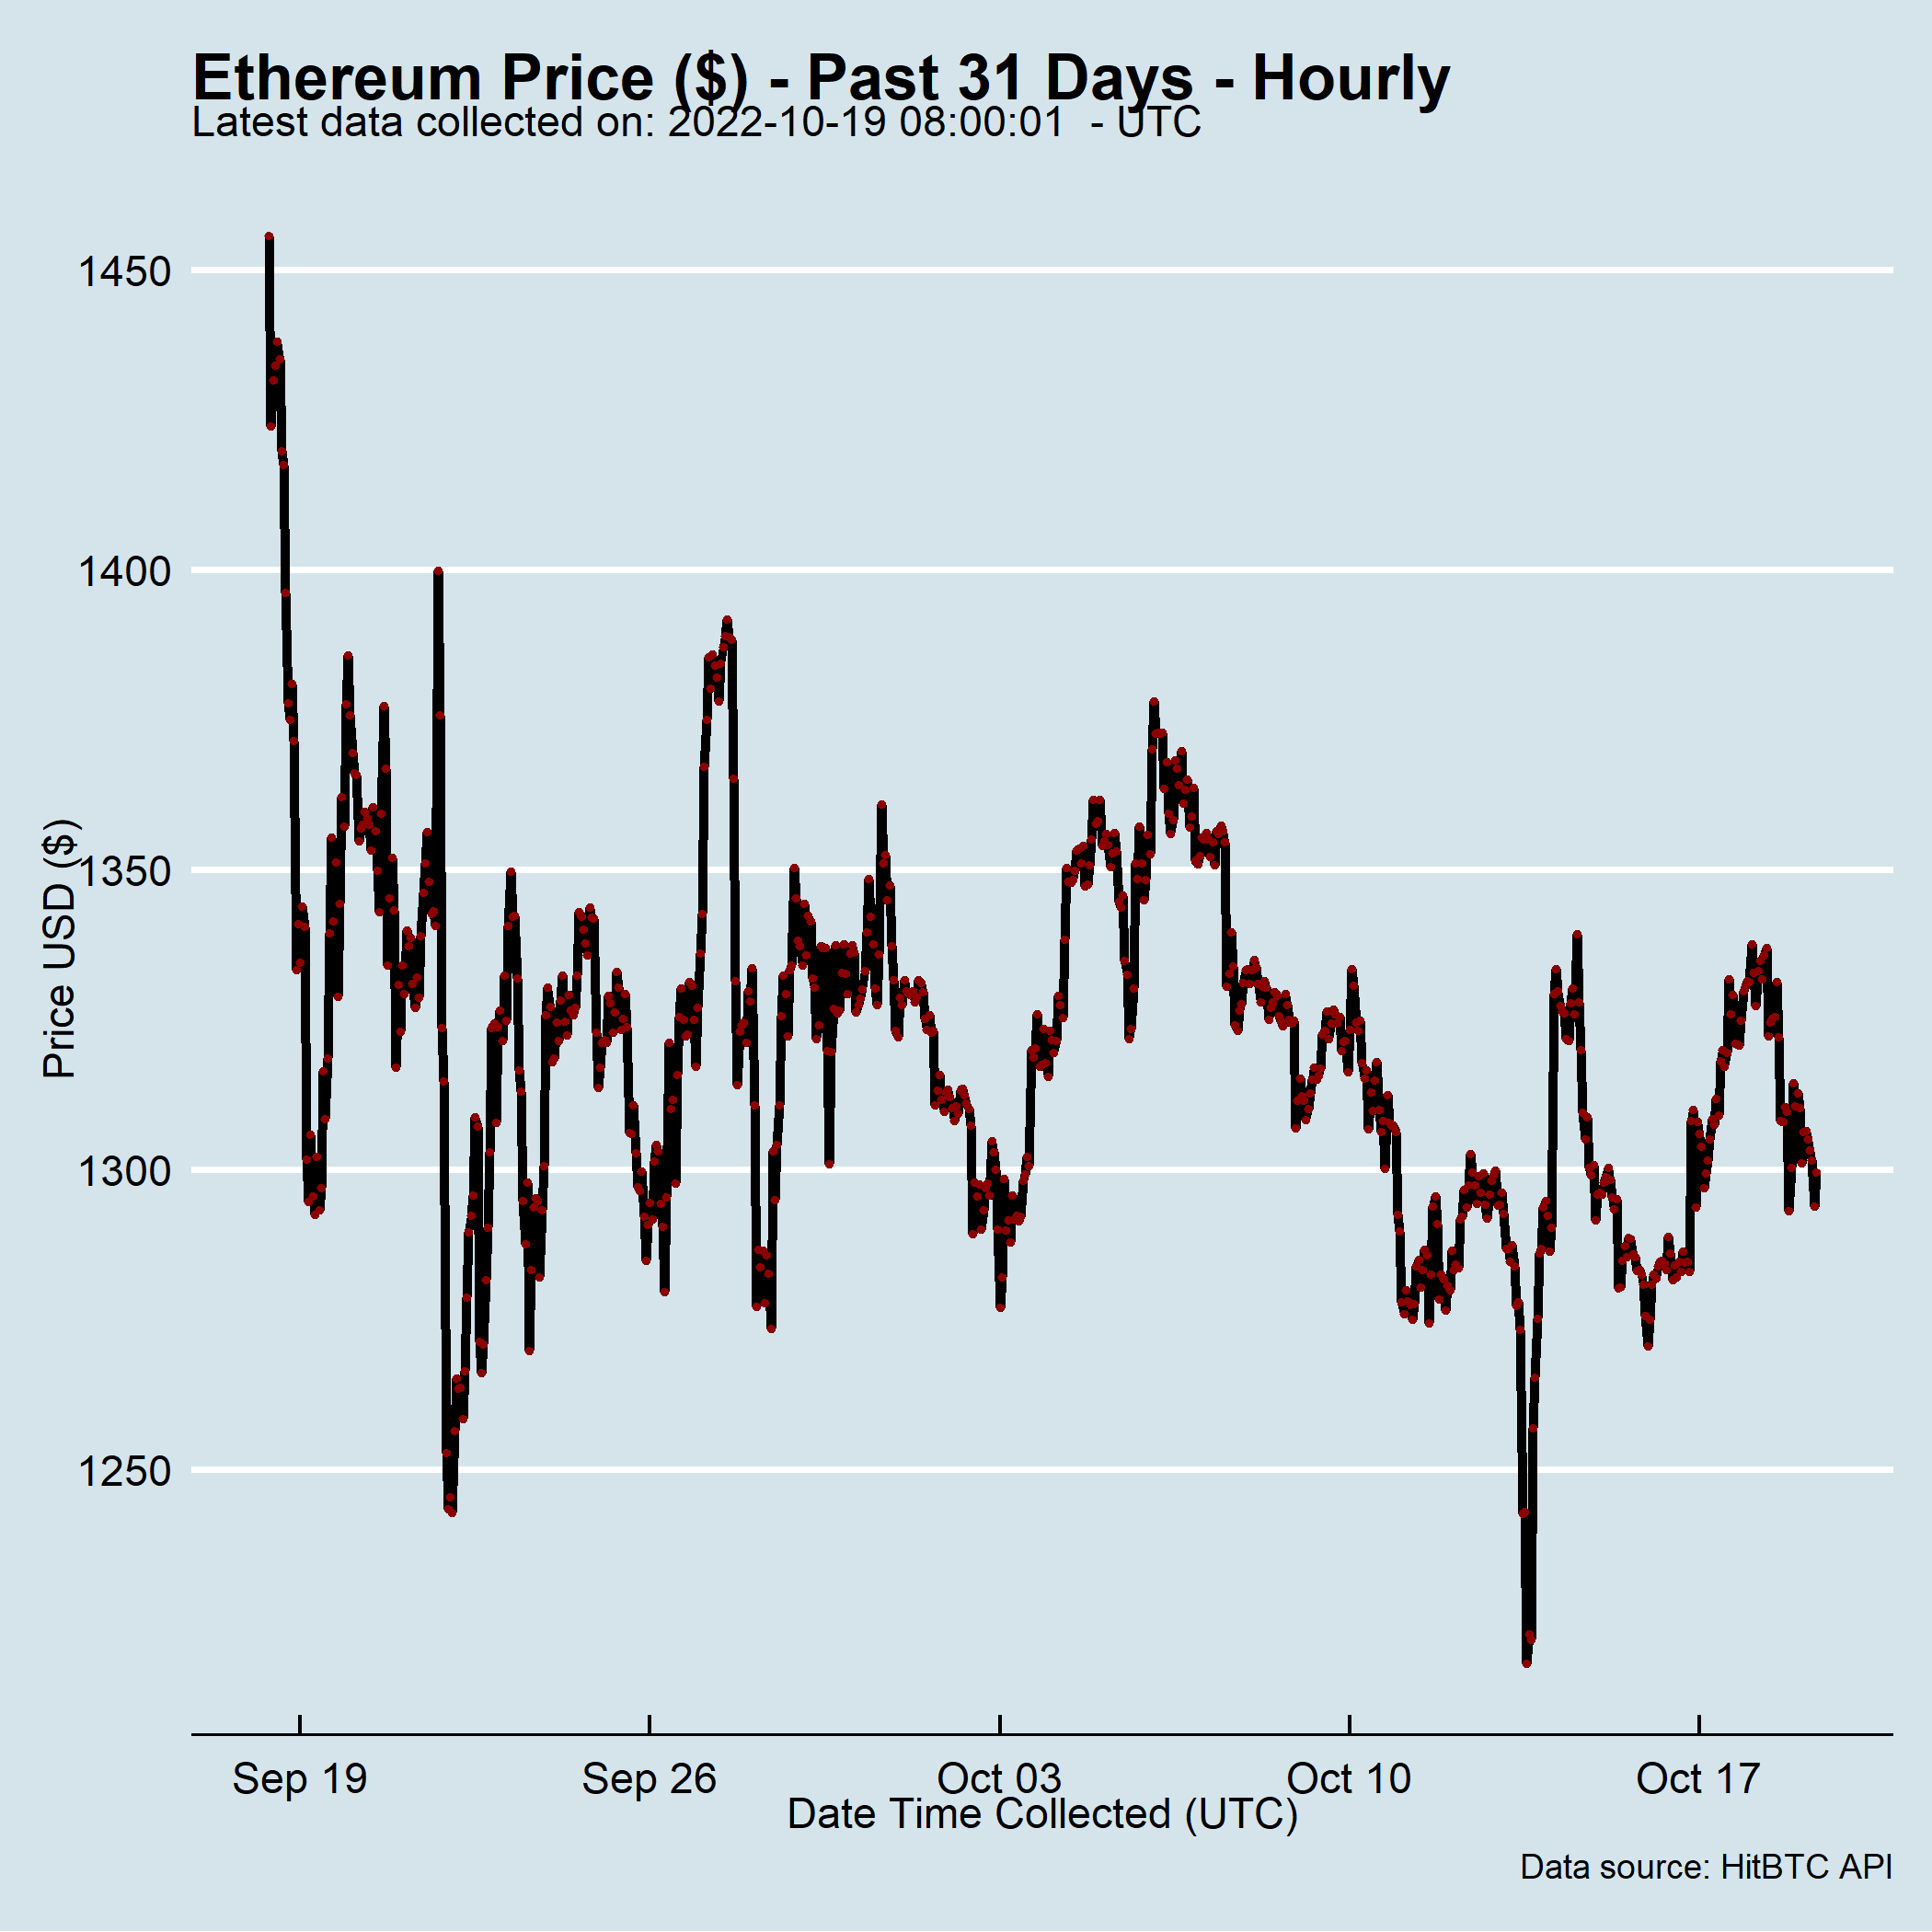 Ethereum Price ($) - Past 31 Days - Hourly
Latest data collected on: 2022-10-19 08:00:01  - UTC
1450
1400
1350
1300
1250
Price USD ($)
Sep 19
Sep 26
Oct 03
Oct 10
Oct 17
Date Time Collected (UTC)
Data source: HitBTC API